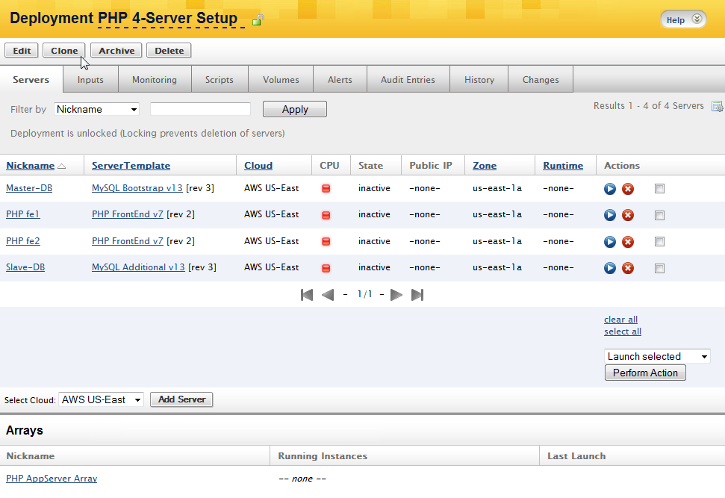 Deployment PHP 4-Server Setup
Help
Edit Clone Archive Delete
Servers Inputs Monitoring Scripts Volumes Alerts Audit Entries History Changes
Filter by Nickname Apply Results 1 - 4 of 4 Servers
Deployment is unlocked (Locking prevents deletion of servers)
Nickname ServerTemplate Cloud CPU State Public IP Zone Runtime Actions
Master-DB MySQL Bootstrap v13 [rev 3] AWS US-East inactive -none- us-east-1a -none-
PHP fe1 PHP FrontEnd v7 [rev 2] AWS US-East inactive -none- us-east-1a -none-
PHP fe2 PHP FrontEnd v7 [rev 2] AWS US-East inactive -none- us-east-1a -none-
Slave-DB MySQL Additional v13 [rev 3] AWS US-East inactive -none- us-east-1a -none-
- 1/1 -
clear all
select all
Launch selected
Perform Action
Select Cloud: AWS US-East Add Server
Arrays
Nickname Running Instances Last Launch
PHP AppServer Array -- none --